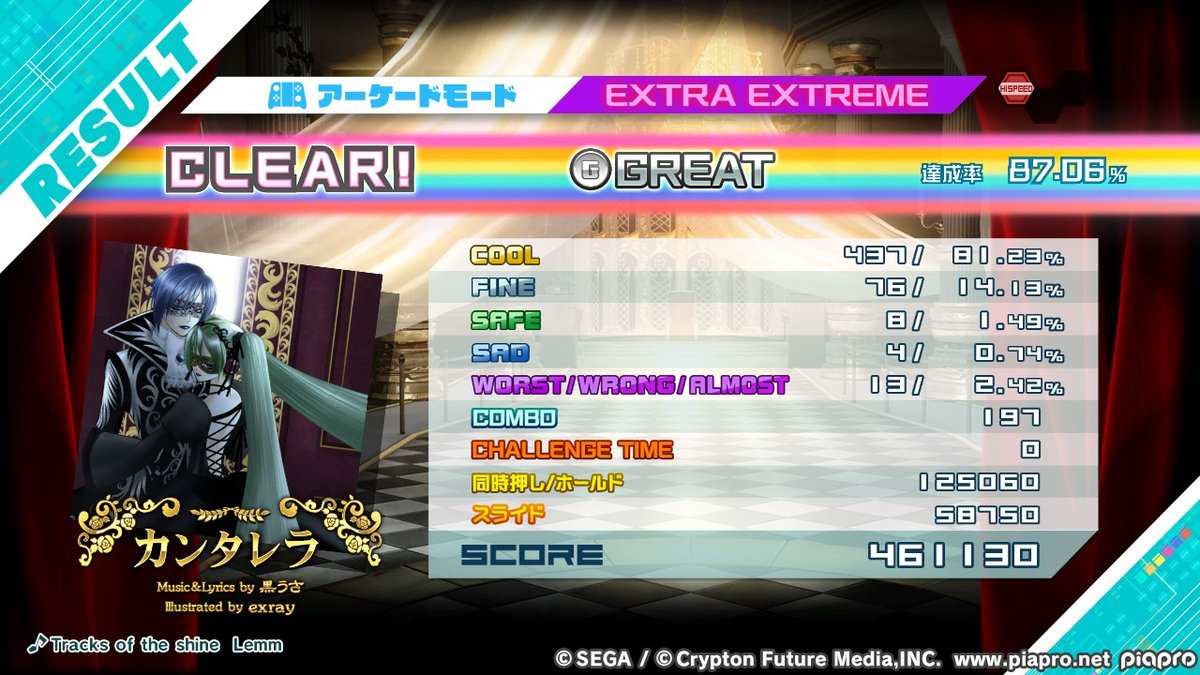 RESULT
アーケードモード EXTRA EXTREME HISPEED
CLEAR! G GREAT 達成率 87.06%
COOL 437/ 81.23%
FINE 76/ 14.13%
SAFE 8/ 1.49%
SAD 4/ 0.74%
WORST/WRONG/ALMOST 13/ 2.42%
COMBO 197
CHALLENGE TIME 0
同時押し/ホールド 125060
スライド 58750
SCORE 461130
カンタレラ
Music&Lyrics by 黒うさ
Illustrated by exray
Tracks of the shine Lemm
©SEGA / ©Crypton Future Media,INC. www.piapro.net piapro